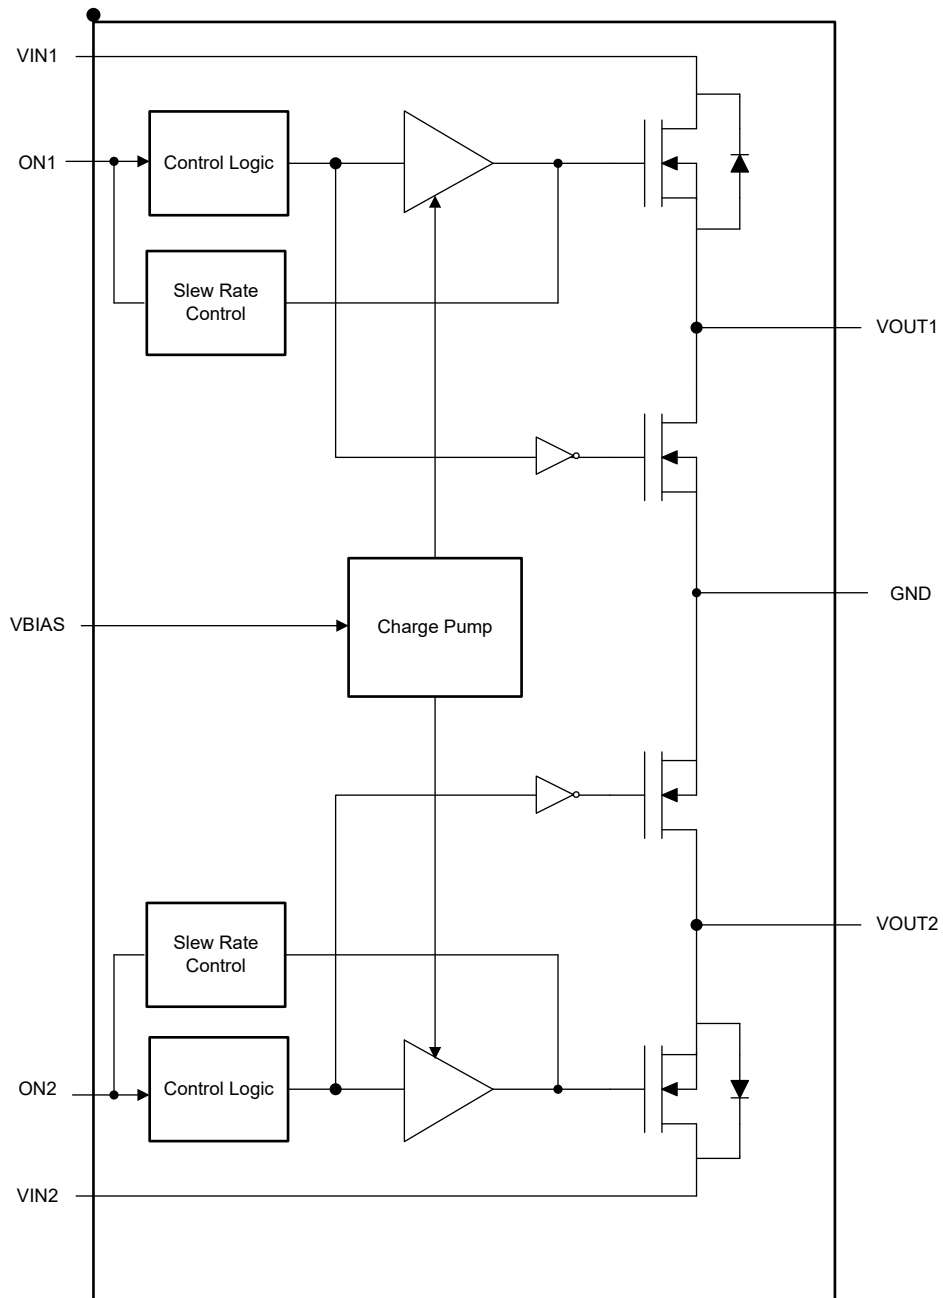 VIN1
ON1
Control Logic
Slew Rate
Control
VOUT1
GND
VBIAS
Charge Pump
VOUT2
Slew Rate
Control
ON2
Control Logic
VIN2